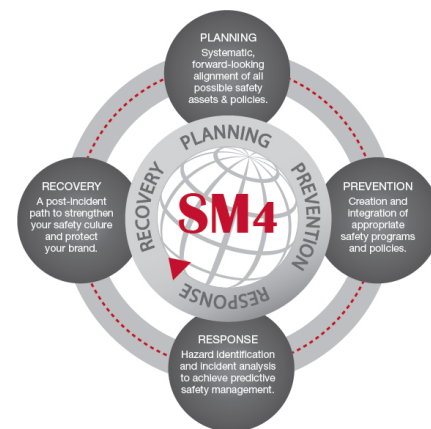 PLANNING
Systematic,
forward-looking
alignment of all
possible safety
assets & policies.
PLANNING
PREVENTION
RESPONSE
RECOVERY
SM4
RECOVERY
A post-incident
path to strengthen
your safety culure
and protect
your brand.
PREVENTION
Creation and
integration of
appropriate
safety programs
and policies.
RESPONSE
Hazard identification
and incident analysis
to achieve predictive
safety management.